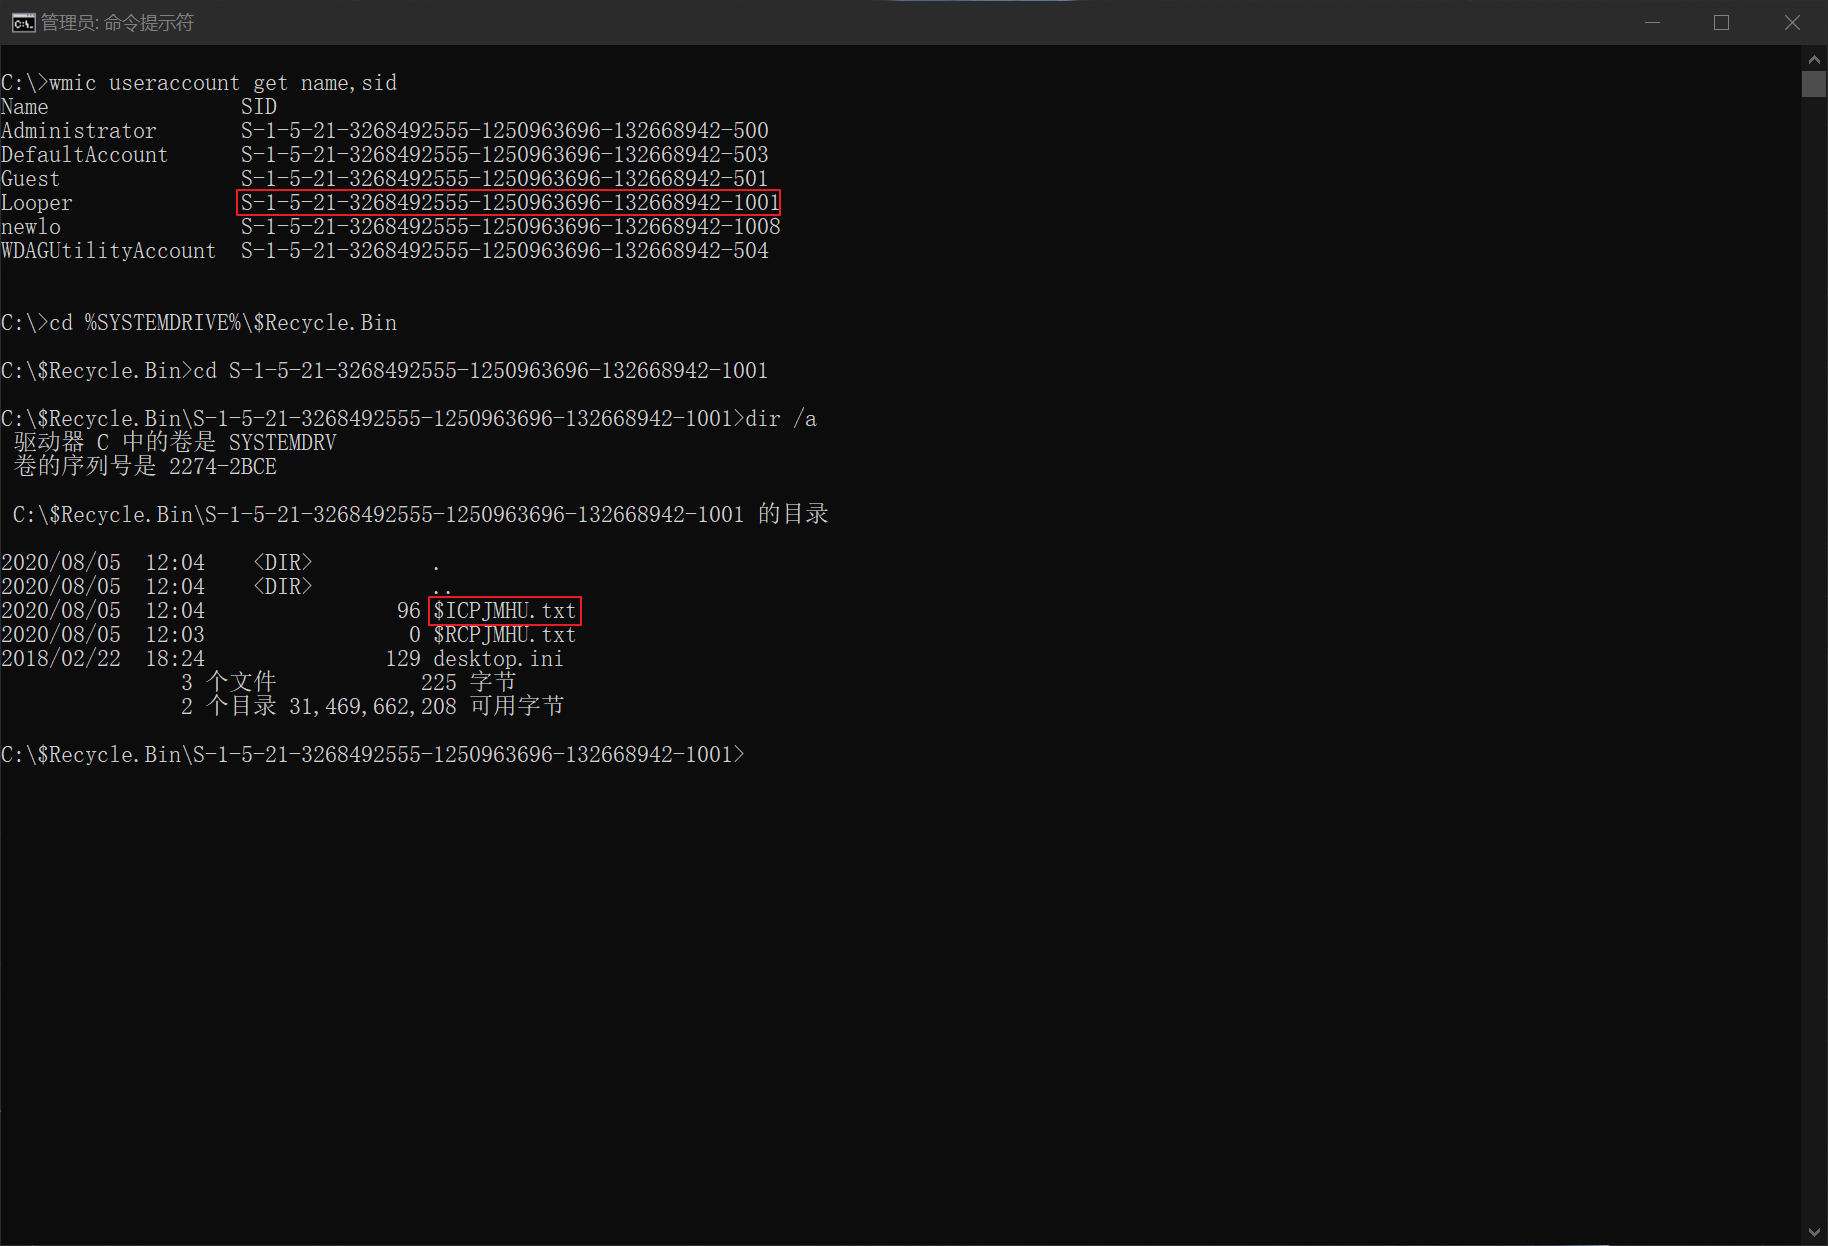 管理员: 命令提示符
C:\>wmic useraccount get name,sid
Name                SID
Administrator       S-1-5-21-3268492555-1250963696-132668942-500
DefaultAccount      S-1-5-21-3268492555-1250963696-132668942-503
Guest               S-1-5-21-3268492555-1250963696-132668942-501
Looper              S-1-5-21-3268492555-1250963696-132668942-1001
newlo               S-1-5-21-3268492555-1250963696-132668942-1008
WDAGUtilityAccount  S-1-5-21-3268492555-1250963696-132668942-504
C:\>cd %SYSTEMDRIVE%\$Recycle.Bin
C:\$Recycle.Bin>cd S-1-5-21-3268492555-1250963696-132668942-1001
C:\$Recycle.Bin\S-1-5-21-3268492555-1250963696-132668942-1001>dir /a
驱动器 C 中的卷是 SYSTEMDRV
卷的序列号是 2274-2BCE
C:\$Recycle.Bin\S-1-5-21-3268492555-1250963696-132668942-1001 的目录
2020/08/05  12:04    <DIR>          .
2020/08/05  12:04    <DIR>          ..
2020/08/05  12:04                96 $ICPJMHU.txt
2020/08/05  12:03                 0 $RCPJMHU.txt
2018/02/22  18:24               129 desktop.ini
3 个文件            225 字节
2 个目录 31,469,662,208 可用字节
C:\$Recycle.Bin\S-1-5-21-3268492555-1250963696-132668942-1001>